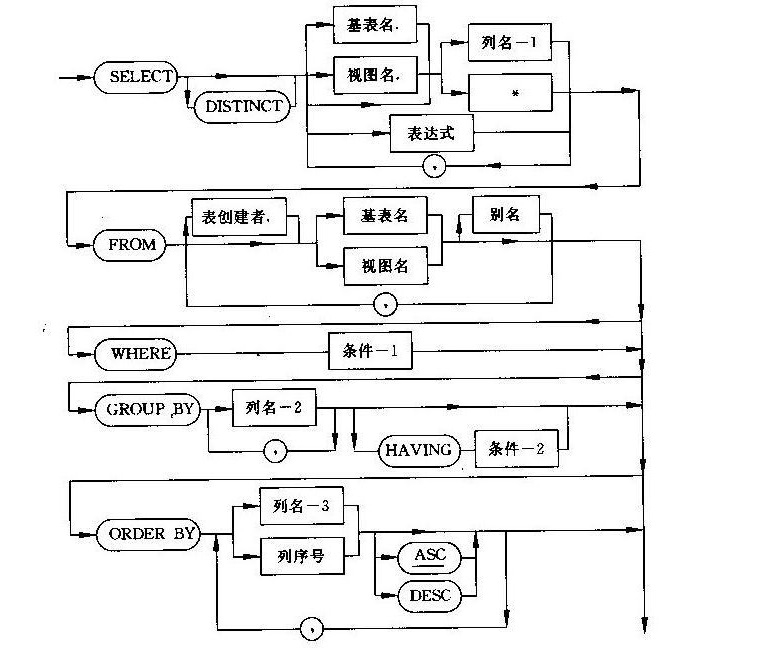 基表名.
SELECT
视图名.
列名-1
DISTINCT
*
表达式
,
FROM
表创建者.
基表名
别名
视图名
,
WHERE
条件-1
GROUP BY
列名-2
,
HAVING
条件-2
ORDER BY
列名-3
列序号
ASC
DESC
,